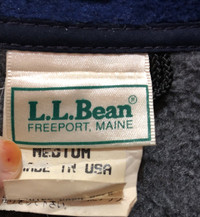 L.L.Bean®
FREEPORT, MAINE
MEDIUM
MADE IN USA